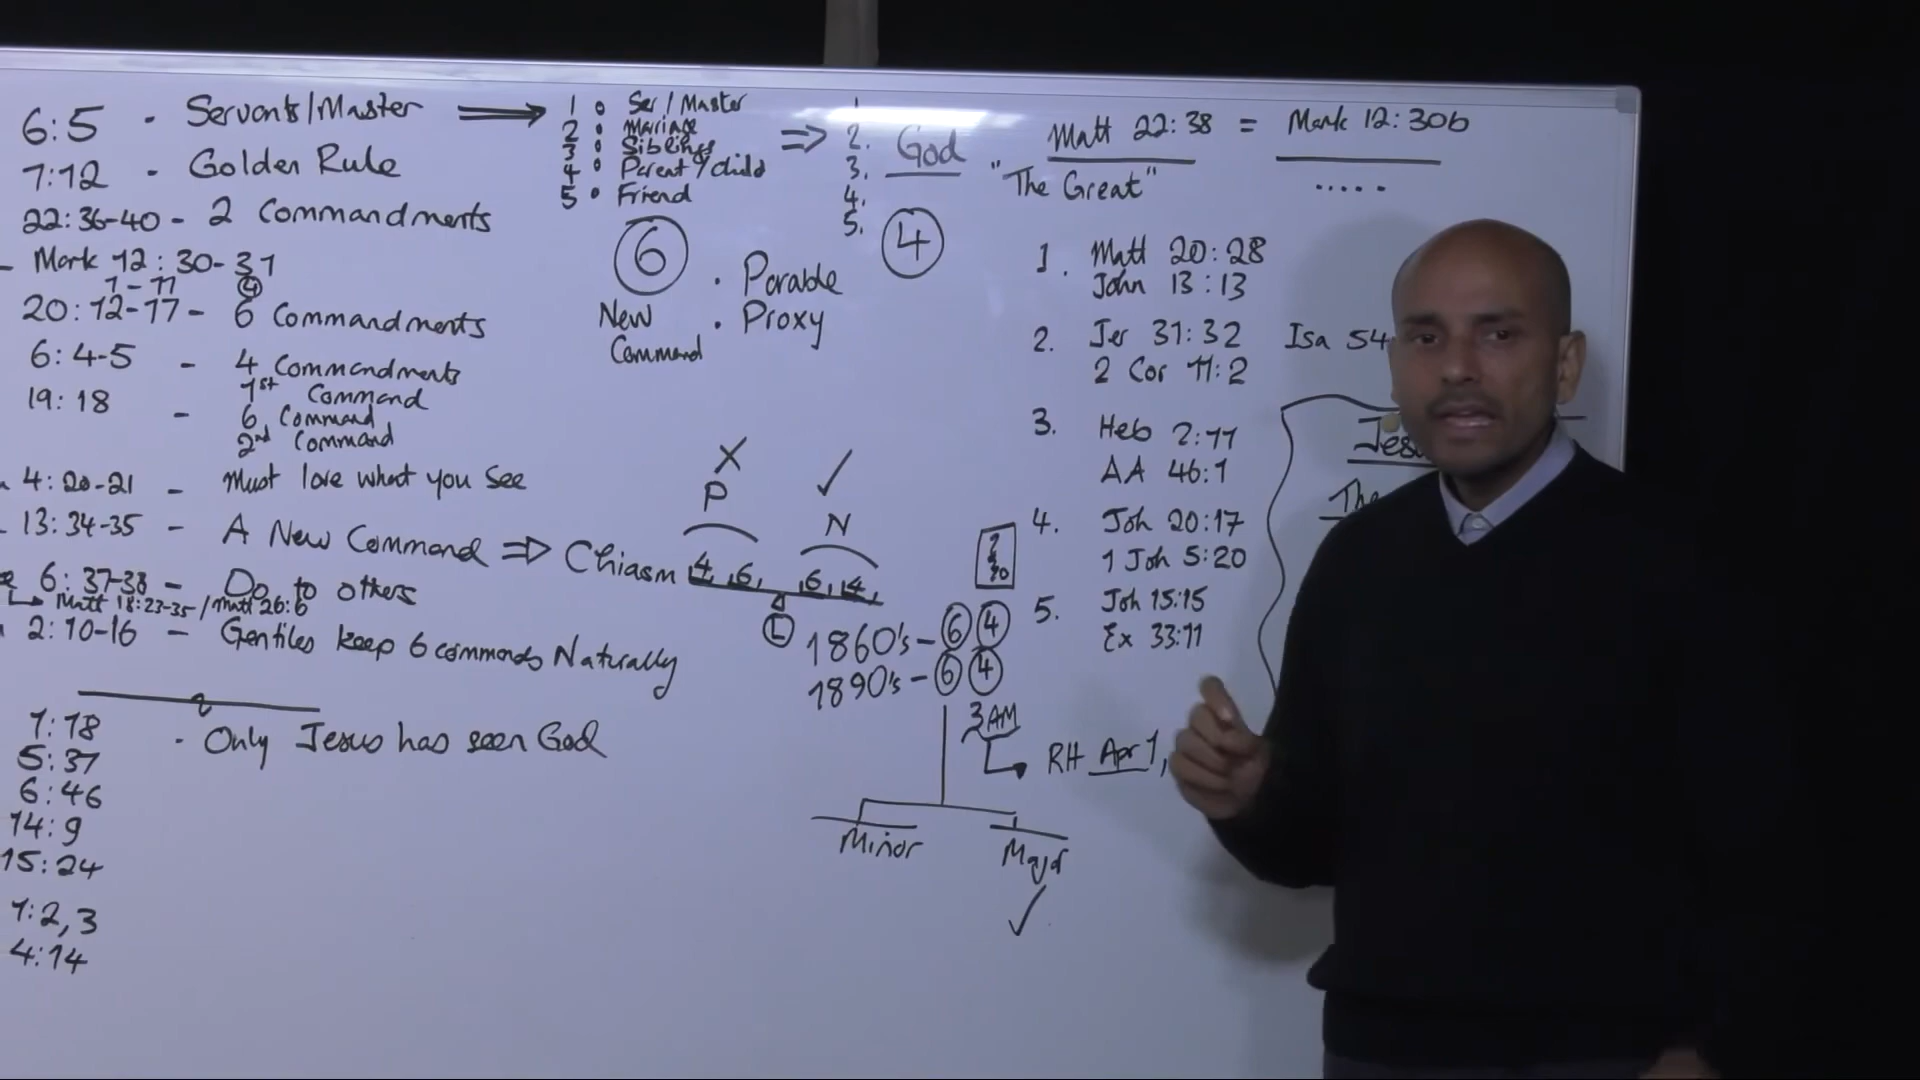 6:5 · Servants/Master ⇒
7:12 - Golden Rule
22:36-40 - 2 Commandments
- Mark 12:30-31
1-11 ④
20:12-17 - 6 Commandments
6:4-5 - 4 Commandments
1st Command
19:18 - 6 Command
2nd Command
4:20-21 - Must love what you see
13:34-35 - A New Command ⇒ Chiasm
6:37-38 - Do to others
Matt 18:23-35 / Matt 26:6
2:10-16 - Gentiles keep 6 commands Naturally
1:18 · Only Jesus has seen God
5:37
6:46
14:9
15:24
1:2,3
4:14
1 ∘ Ser/Master
2 ∘ Mariage
3 ∘ Siblings
4 ∘ Parent/child
5 ∘ Friend
⇒
1
2.
3.
4.
5.
God
④
⑥
New
Command
· Parable
· Proxy
X ✓
P N
4, 6, 6, 4,
Ⓛ
1860's - ⑥ ④
1890's - ⑥ ④
3AM
RH Apr 1,
Minor Major
✓
Matt 22:38 = Mark 12:30b
"The Great" .....
1. Matt 20:28
John 13:13
2. Jer 31:32 Isa 54
2 Cor 11:2
3. Heb 2:11
AA 46:1
4. Joh 20:17
1 Joh 5:20
5. Joh 15:15
Ex 33:11